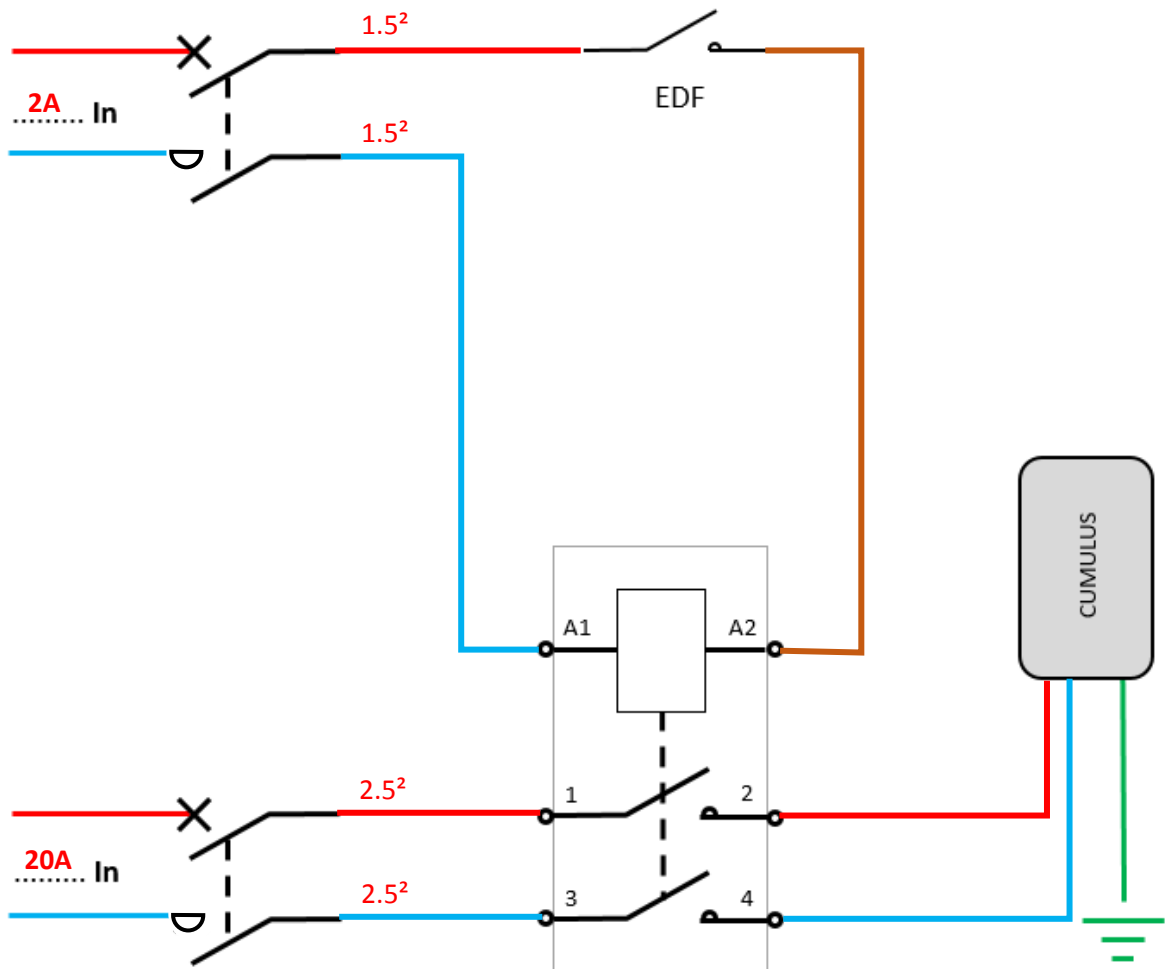 1.5²
EDF
2A
......... In
1.5²
CUMULUS
A1
A2
2.5²
1
2
20A
......... In
2.5²
3
4